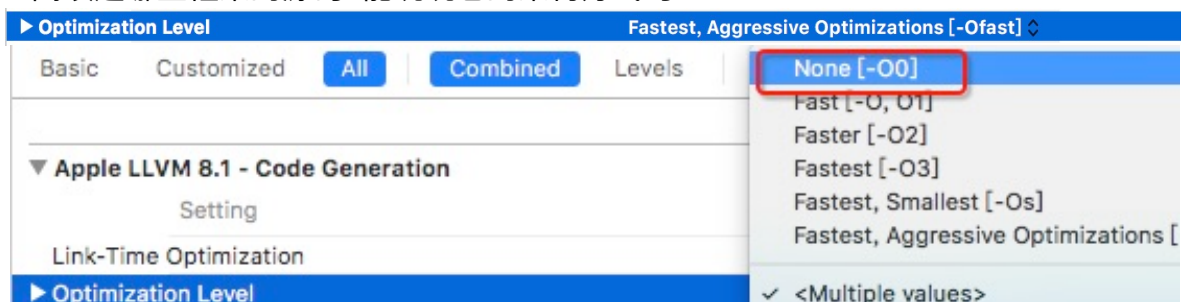 Optimization Level Fastest, Aggressive Optimizations [-Ofast]
Basic Customized All Combined Levels
None [-O0]
Fast [-O, O1]
Faster [-O2]
Fastest [-O3]
Fastest, Smallest [-Os]
Fastest, Aggressive Optimizations [
Apple LLVM 8.1 - Code Generation
Setting
Link-Time Optimization
Optimization Level
<Multiple values>